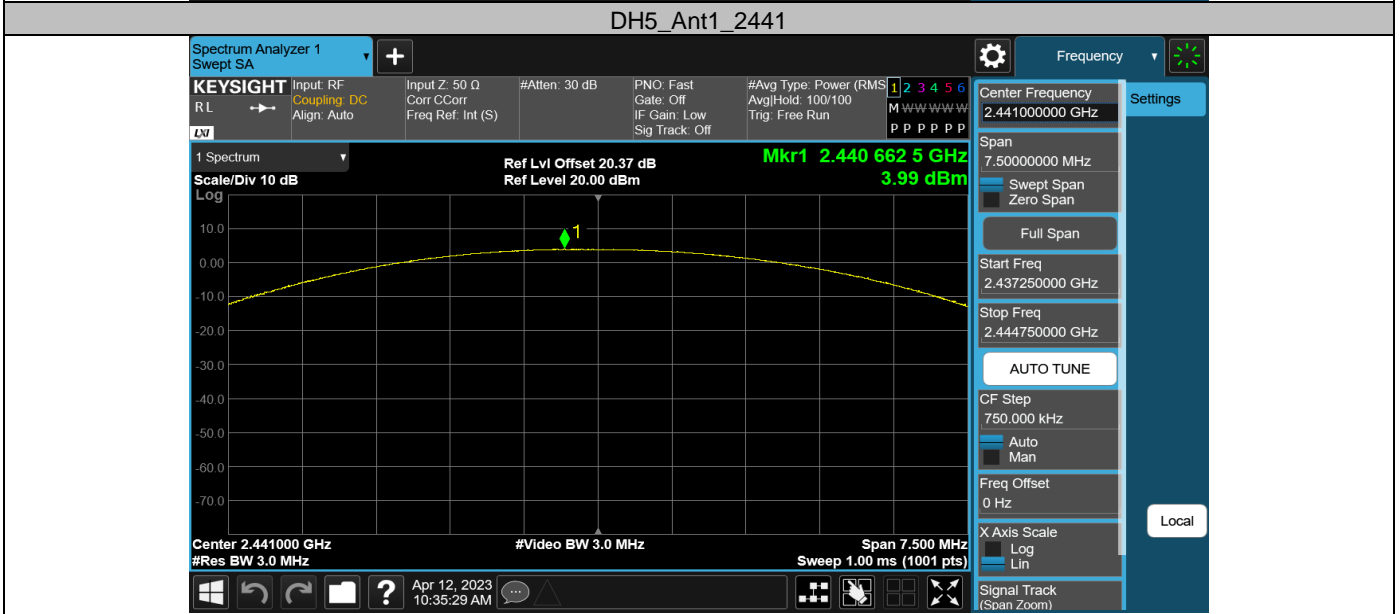 DH5_Ant1_2441
Spectrum Analyzer 1
Swept SA
+
Frequency
KEYSIGHT
RL
LXI
Input: RF
Coupling: DC
Align: Auto
Input Z: 50 Ω
Corr CCorr
Freq Ref: Int (S)
#Atten: 30 dB
PNO: Fast
Gate: Off
IF Gain: Low
Sig Track: Off
#Avg Type: Power (RMS
Avg|Hold: 100/100
Trig: Free Run
1 2 3 4 5 6
M W W W W W
P P P P P P
1 Spectrum
Scale/Div 10 dB
Ref Lvl Offset 20.37 dB
Ref Level 20.00 dBm
Mkr1 2.440 662 5 GHz
3.99 dBm
Log
1
10.0
0.00
-10.0
-20.0
-30.0
-40.0
-50.0
-60.0
-70.0
Center 2.441000 GHz
#Video BW 3.0 MHz
Span 7.500 MHz
#Res BW 3.0 MHz
Sweep 1.00 ms (1001 pts)
?
Apr 12, 2023
10:35:29 AM
Center Frequency
2.441000000 GHz
Settings
Span
7.50000000 MHz
Swept Span
Zero Span
Full Span
Start Freq
2.437250000 GHz
Stop Freq
2.444750000 GHz
AUTO TUNE
CF Step
750.000 kHz
Auto
Man
Freq Offset
0 Hz
X Axis Scale
Log
Lin
Local
Signal Track
(Span Zoom)